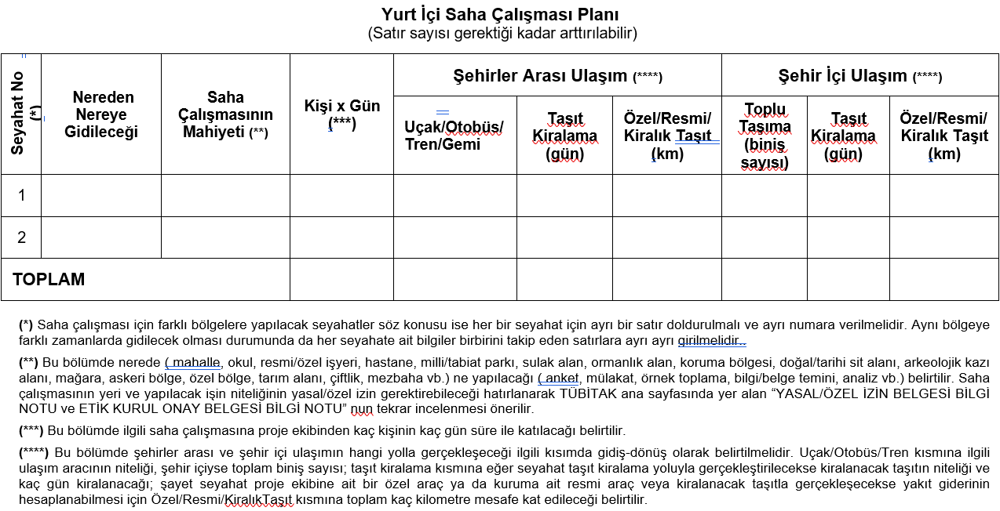 Yurt İçi Saha Çalışması Planı
(Satır sayısı gerektiği kadar arttırılabilir)
Seyahat No (*)
Nereden
Nereye
Gidileceği
Saha
Çalışmasının
Mahiyeti (**)
Kişi x Gün
(***)
Şehirler Arası Ulaşım (****)
Şehir İçi Ulaşım (****)
Uçak/Otobüs/
Tren/Gemi
Taşıt
Kiralama
(gün)
Özel/Resmi/
Kiralık Taşıt
(km)
Toplu
Taşıma
(biniş
sayısı)
Taşıt
Kiralama
(gün)
Özel/Resmi/
Kiralık Taşıt
(km)
1
2
TOPLAM
(*) Saha çalışması için farklı bölgelere yapılacak seyahatler söz konusu ise her bir seyahat için ayrı bir satır doldurulmalı ve ayrı numara verilmelidir. Aynı bölgeye
farklı zamanlarda gidilecek olması durumunda da her seyahate ait bilgiler birbirini takip eden satırlara ayrı ayrı girilmelidir..
(**) Bu bölümde nerede ( mahalle, okul, resmi/özel işyeri, hastane, milli/tabiat parkı, sulak alan, ormanlık alan, koruma bölgesi, doğal/tarihi sit alanı, arkeolojik kazı
alanı, mağara, askeri bölge, özel bölge, tarım alanı, çiftlik, mezbaha vb.) ne yapılacağı ( anket, mülakat, örnek toplama, bilgi/belge temini, analiz vb.) belirtilir. Saha
çalışmasının yeri ve yapılacak işin niteliğinin yasal/özel izin gerektirebileceği hatırlanarak TÜBİTAK ana sayfasında yer alan “YASAL/ÖZEL İZİN BELGESİ BİLGİ
NOTU ve ETİK KURUL ONAY BELGESİ BİLGİ NOTU” nun tekrar incelenmesi önerilir.
(***) Bu bölümde ilgili saha çalışmasına proje ekibinden kaç kişinin kaç gün süre ile katılacağı belirtilir.
(****) Bu bölümde şehirler arası ve şehir içi ulaşımın hangi yolla gerçekleşeceği ilgili kısımda gidiş-dönüş olarak belirtilmelidir. Uçak/Otobüs/Tren kısmına ilgili
ulaşım aracının niteliği, şehir içiyse toplam biniş sayısı; taşıt kiralama kısmına eğer seyahat taşıt kiralama yoluyla gerçekleştirilecekse kiralanacak taşıtın niteliği ve
kaç gün kiralanacağı; şayet seyahat proje ekibine ait bir özel araç ya da kuruma ait resmi araç veya kiralanacak taşıtla gerçekleşecekse yakıt giderinin
hesaplanabilmesi için Özel/Resmi/KiralıkTaşıt kısmına toplam kaç kilometre mesafe kat edileceği belirtilir.